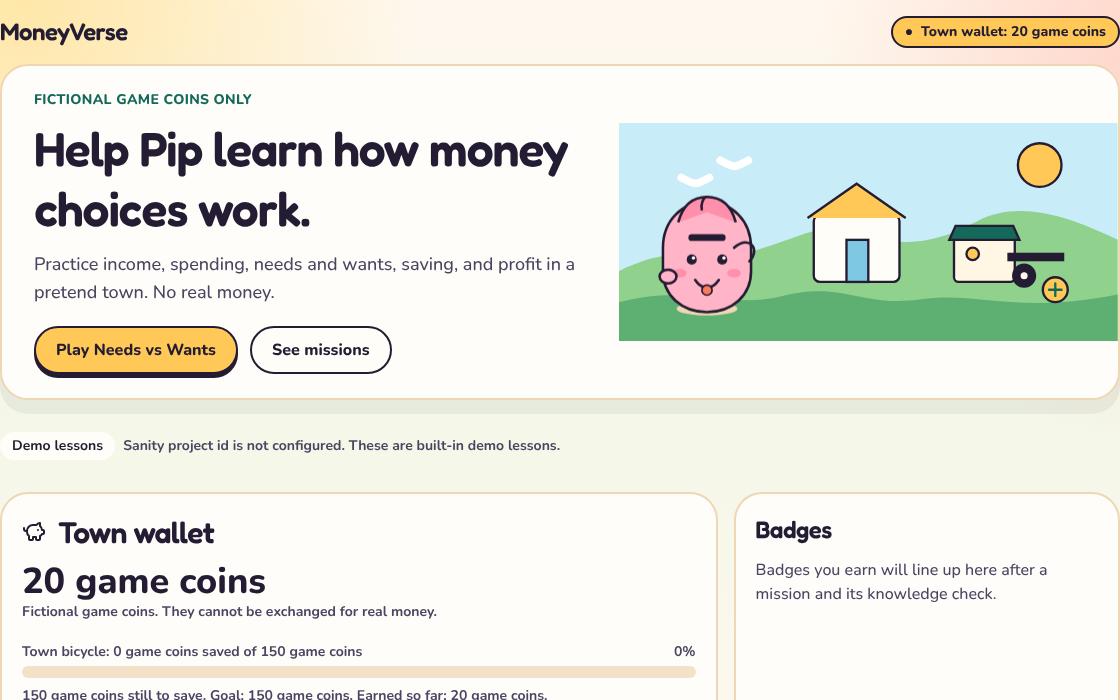 MoneyVerse
Town wallet: 20 game coins
FICTIONAL GAME COINS ONLY
Help Pip learn how money
choices work.
Practice income, spending, needs and wants, saving, and profit in a
pretend town. No real money.
Play Needs vs Wants
See missions
Demo lessons
Sanity project id is not configured. These are built-in demo lessons.
Town wallet
20 game coins
Fictional game coins. They cannot be exchanged for real money.
Town bicycle: 0 game coins saved of 150 game coins
0%
150 game coins still to save. Goal: 150 game coins. Earned so far: 20 game coins.
Badges
Badges you earn will line up here after a
mission and its knowledge check.